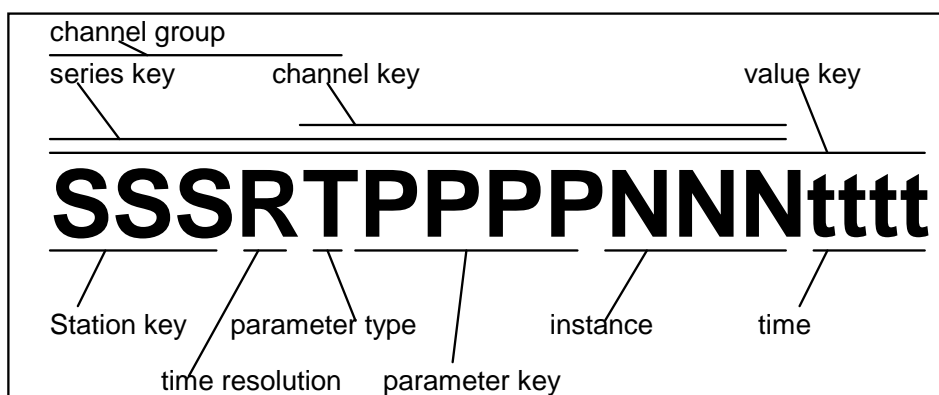 channel group
series key channel key value key
SSSRTPPPPNNNtttt
Station key parameter type instance time
time resolution parameter key